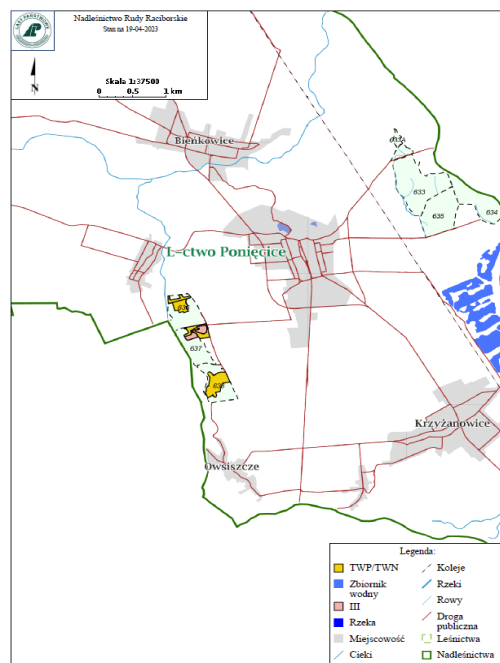 Nadleśnictwo Rudy Raciborskie
Stan na 19-04-2023
N
Skala 1:37500
0 0.5 1 km
Bieńkowice
633A
633
635
634
L-ctwo Ponięcice
637
Krzyżanowice
Owsiszcze
Legenda:
TWP/TWN
Zbiornik wodny
III
Rzeka
Miejscowość
Cieki
Koleje
Rzeki
Rowy
Droga publiczna
Leśnictwa
Nadleśnictwa